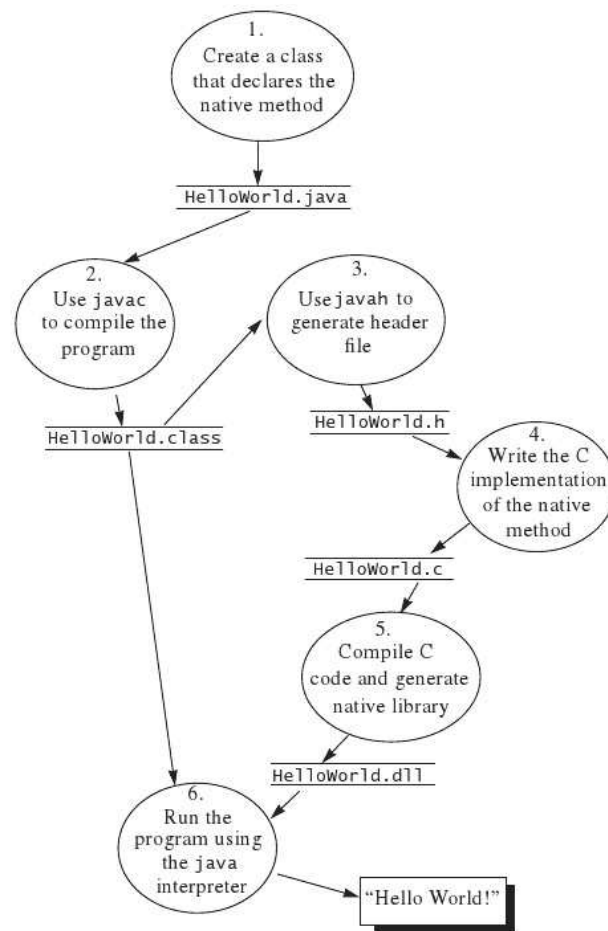 1.
Create a class
that declares the
native method
HelloWorld.java
2.
Use javac
to compile the
program
3.
Use javah to
generate header
file
HelloWorld.class
HelloWorld.h
4.
Write the C
implementation
of the native
method
HelloWorld.c
5.
Compile C
code and generate
native library
HelloWorld.dll
6.
Run the
program using
the java
interpreter
“Hello World!”